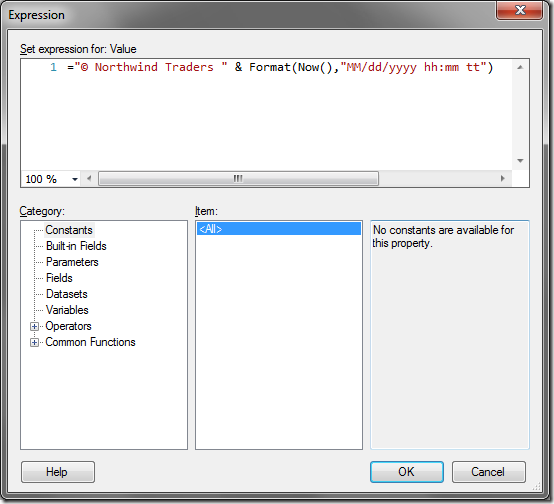 Expression
Set expression for: Value
1 ="© Northwind Traders " & Format(Now(),"MM/dd/yyyy hh:mm tt")
100 %
Category:
Item:
Constants
Built-in Fields
Parameters
Fields
Datasets
Variables
Operators
Common Functions
<All>
No constants are available for
this property.
Help
OK
Cancel